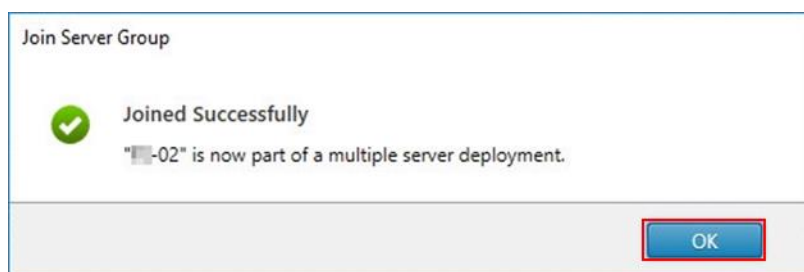 Join Server Group
Joined Successfully
"-02" is now part of a multiple server deployment.
OK